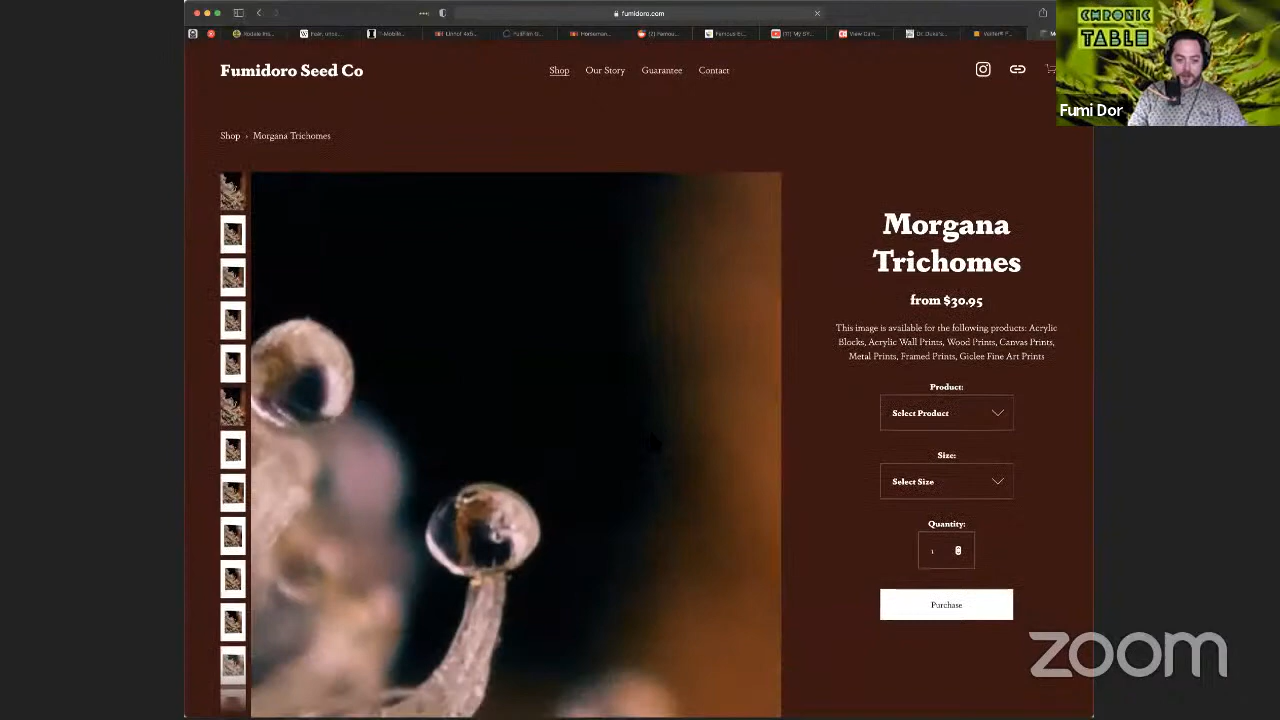 fumidoro.com
Fumidoro Seed Co
Shop
Our Story
Guarantee
Contact
CHRONIC
TABLE
Fumi Dor
Shop › Morgana Trichomes
Morgana
Trichomes
from $30.95
This image is available for the following products: Acrylic
Blocks, Acrylic Wall Prints, Wood Prints, Canvas Prints,
Metal Prints, Framed Prints, Giclee Fine Art Prints
Product:
Select Product
Size:
Select Size
Quantity:
1
Purchase
zoom